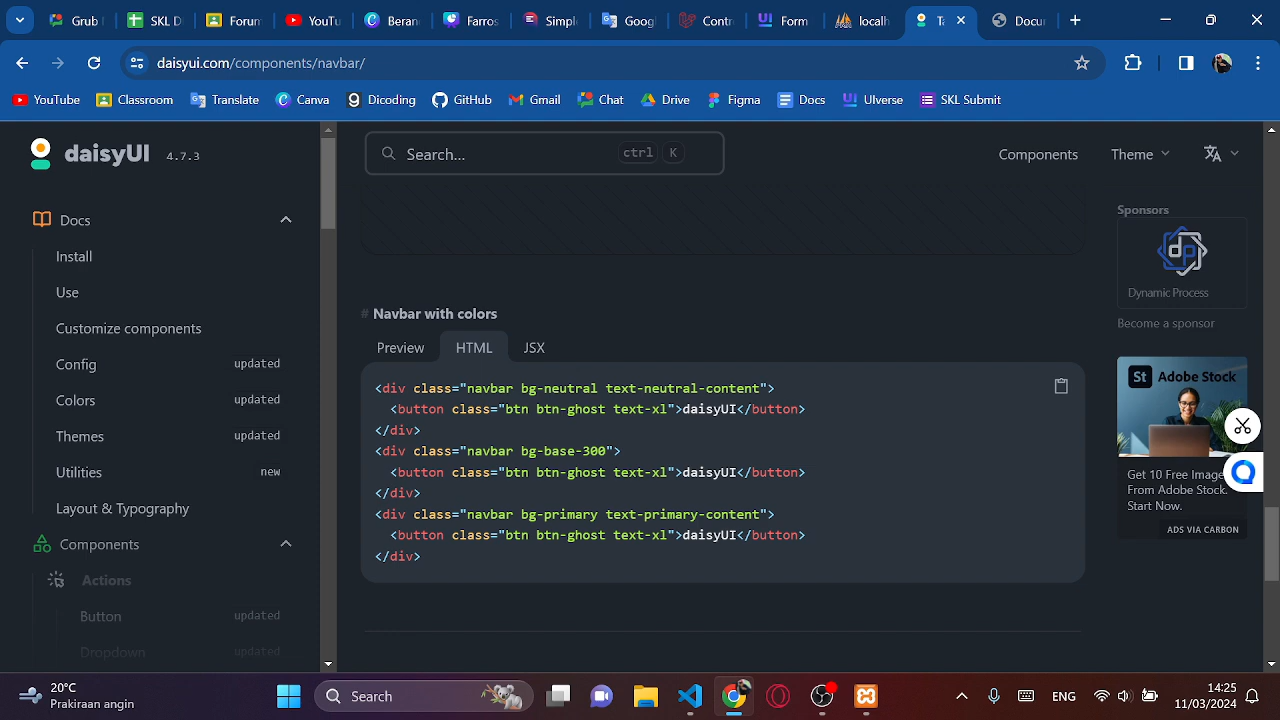 Grub
SKL D
Forum
YouTu
Beran
Farro
Simple
Goog
Contr
Form
localh
Ta
Docu
daisyui.com/components/navbar/
YouTube
Classroom
Translate
Canva
Dicoding
GitHub
Gmail
Chat
Drive
Figma
Docs
UIverse
SKL Submit
daisyUI 4.7.3
Search... ctrl K
Components
Theme
Docs
Install
Use
Customize components
Config updated
Colors updated
Themes updated
Utilities new
Layout & Typography
Components
Actions
Button updated
Dropdown updated
# Navbar with colors
Preview HTML JSX
<div class="navbar bg-neutral text-neutral-content">
<button class="btn btn-ghost text-xl">daisyUI</button>
</div>
<div class="navbar bg-base-300">
<button class="btn btn-ghost text-xl">daisyUI</button>
</div>
<div class="navbar bg-primary text-primary-content">
<button class="btn btn-ghost text-xl">daisyUI</button>
</div>
Sponsors
dp
Dynamic Process
Become a sponsor
St Adobe Stock
Get 10 Free Image
From Adobe Stock.
Start Now.
ADS VIA CARBON
20°C
Prakiraan angin
Search
ENG
14:25
11/03/2024